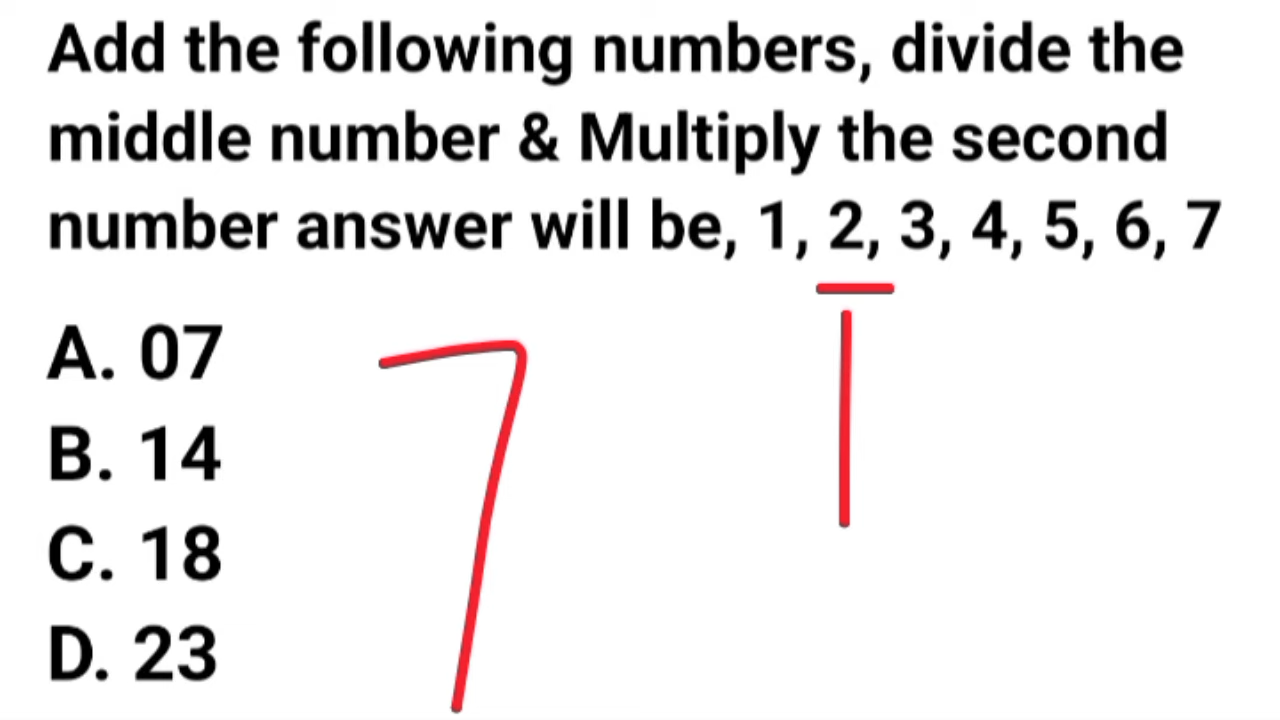 Add the following numbers, divide the
middle number & Multiply the second
number answer will be, 1, 2, 3, 4, 5, 6, 7
A. 07
B. 14
C. 18
D. 23
7